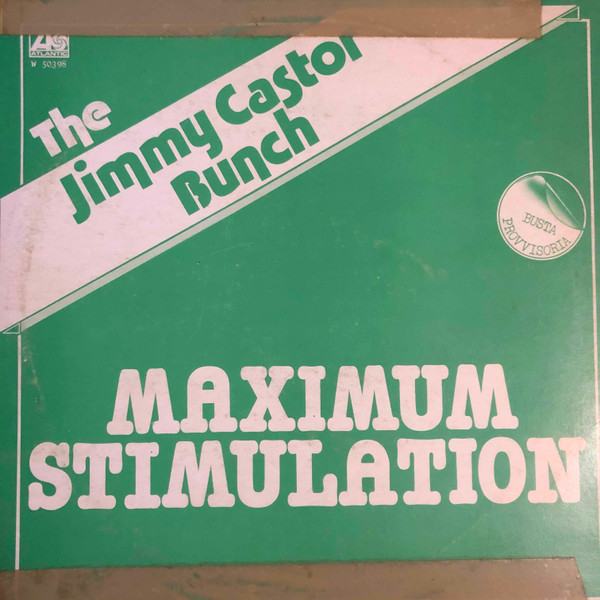 ATLANTIC
W 50398
The
Jimmy Castor
Bunch
BUSTA
PROVVISORIA
MAXIMUM
STIMULATION